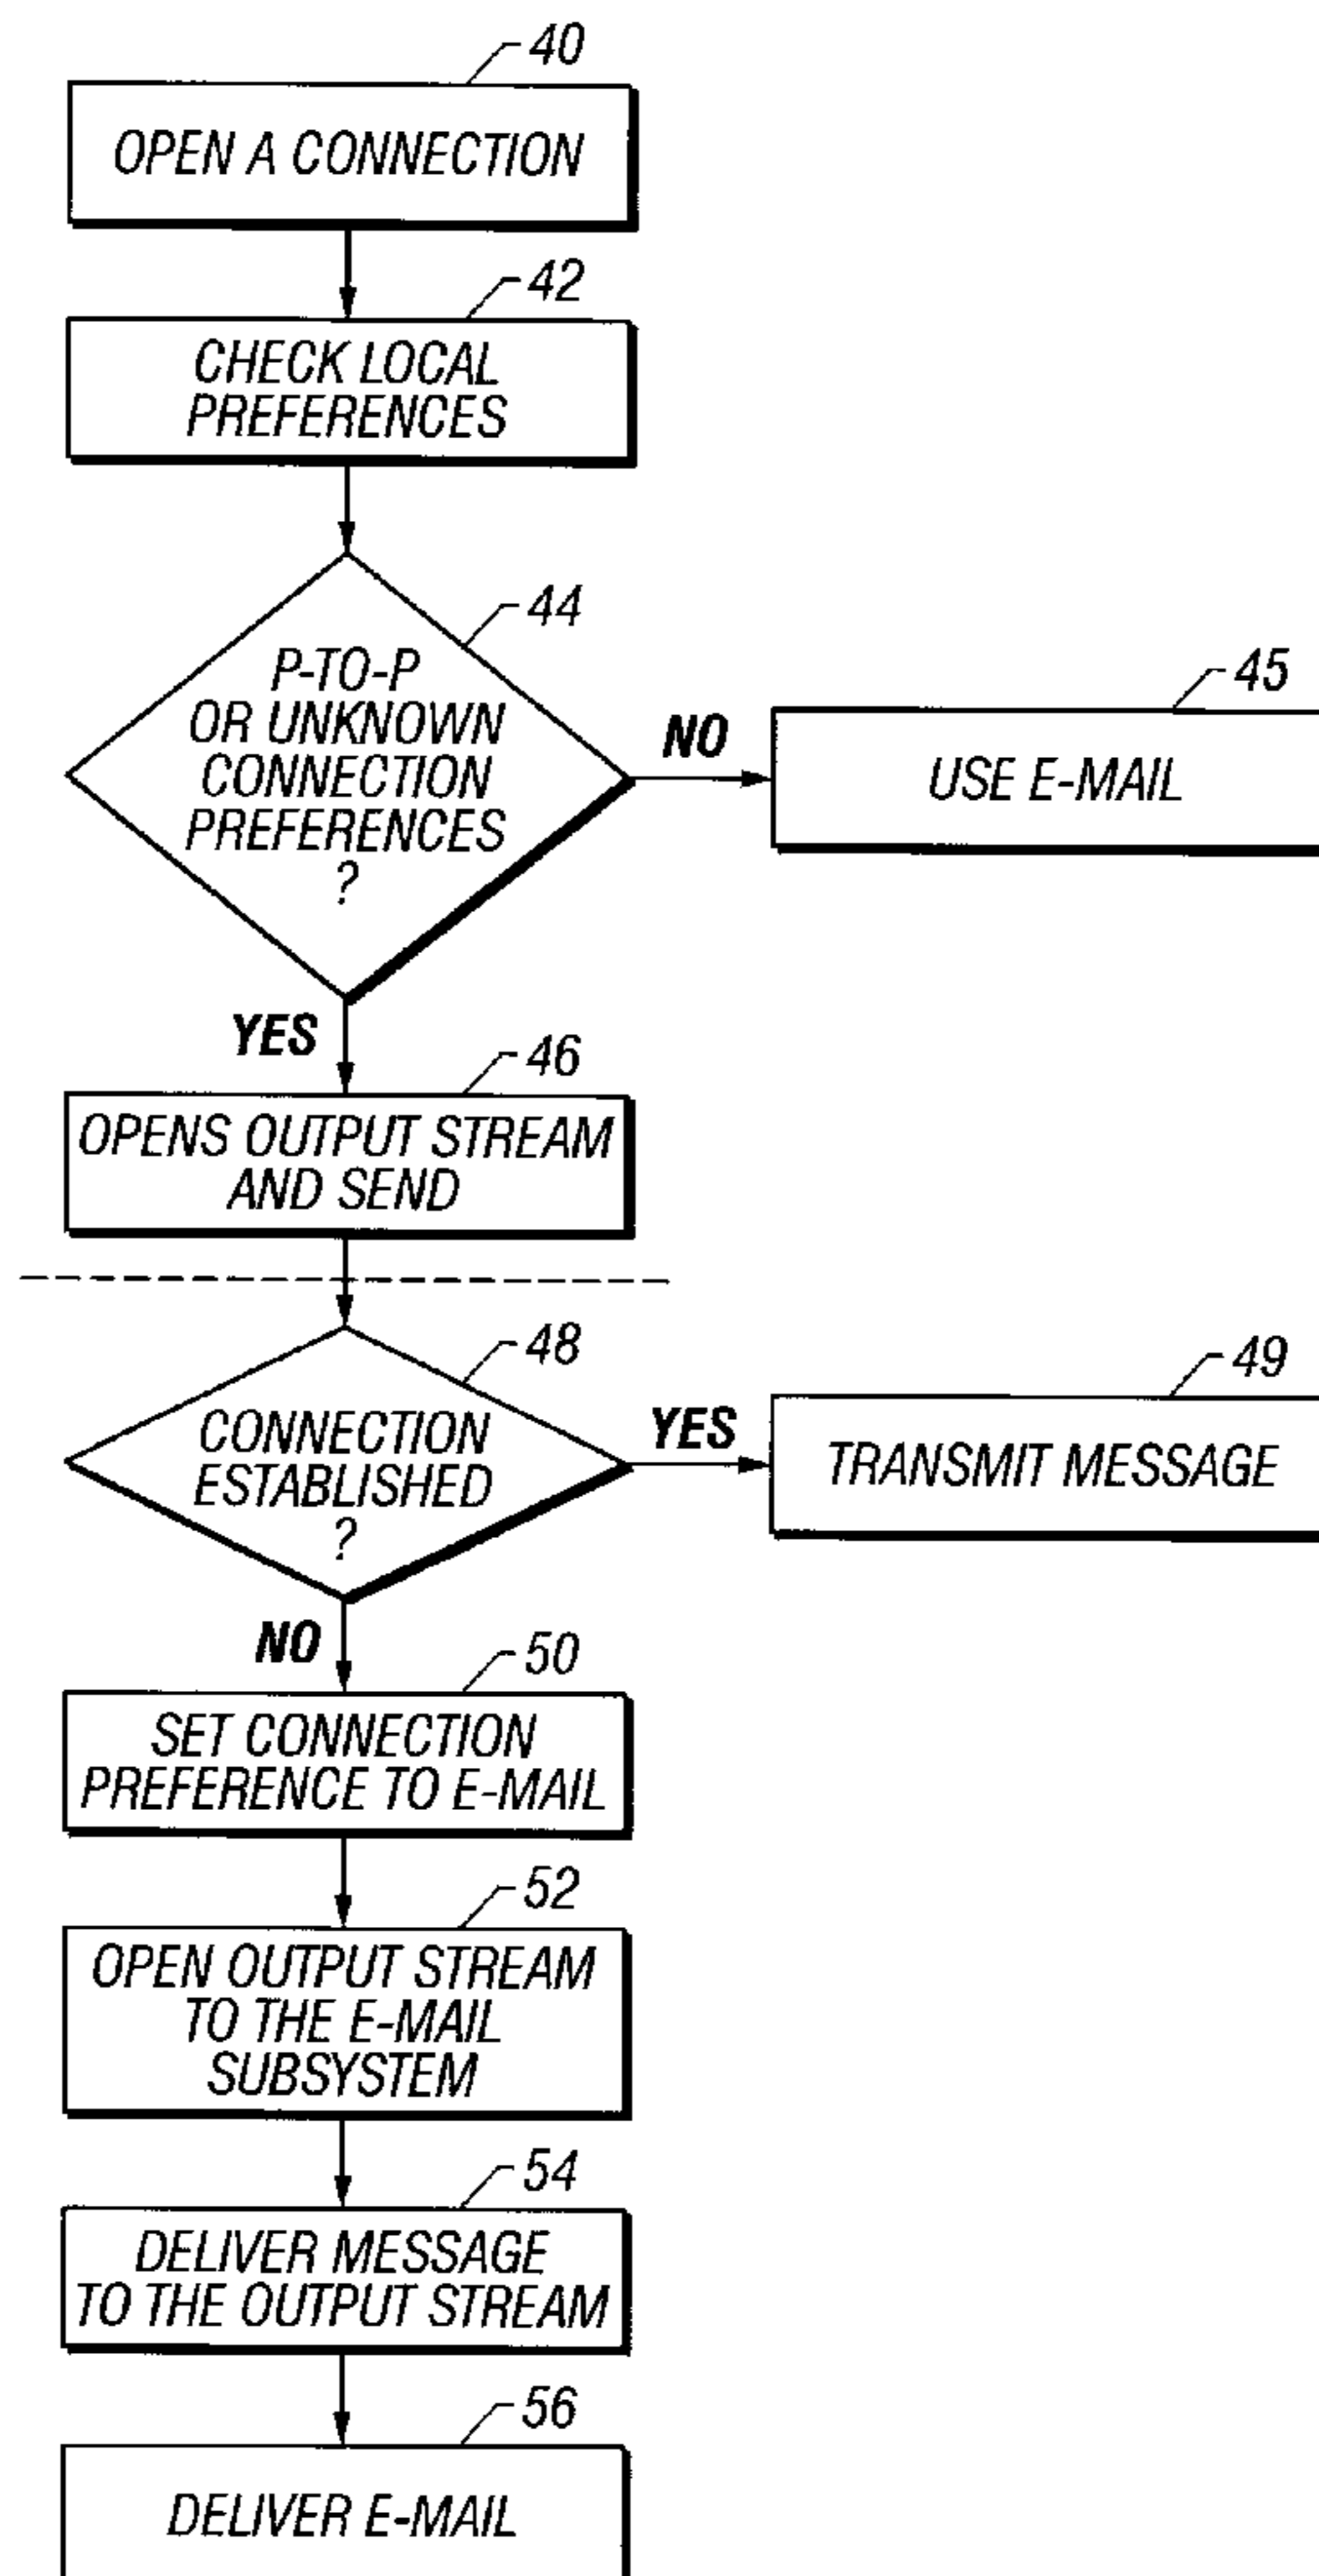 40
OPEN A CONNECTION
42
CHECK LOCAL
PREFERENCES
44
P-TO-P
OR UNKNOWN
CONNECTION
PREFERENCES
?
NO
45
USE E-MAIL
YES
46
OPENS OUTPUT STREAM
AND SEND
48
CONNECTION
ESTABLISHED
?
YES
49
TRANSMIT MESSAGE
NO
50
SET CONNECTION
PREFERENCE TO E-MAIL
52
OPEN OUTPUT STREAM
TO THE E-MAIL
SUBSYSTEM
54
DELIVER MESSAGE
TO THE OUTPUT STREAM
56
DELIVER E-MAIL